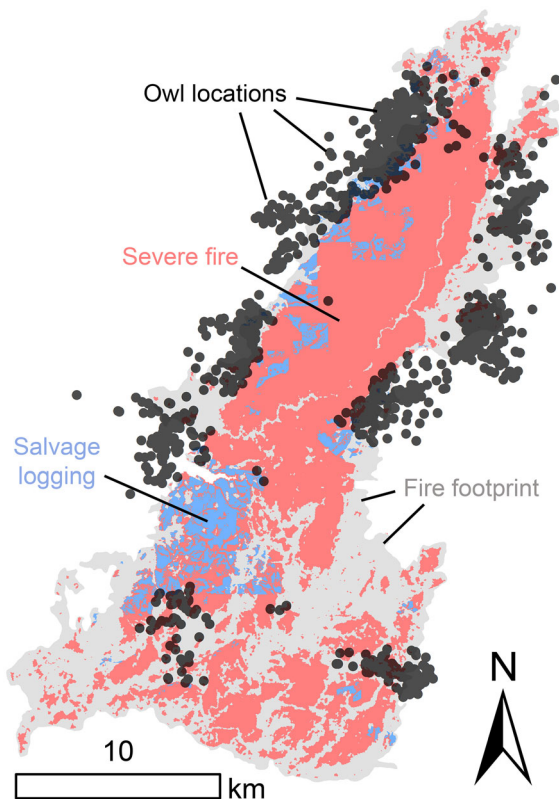 Owl locations
Severe fire
Salvage
logging
Fire footprint
N
10
km